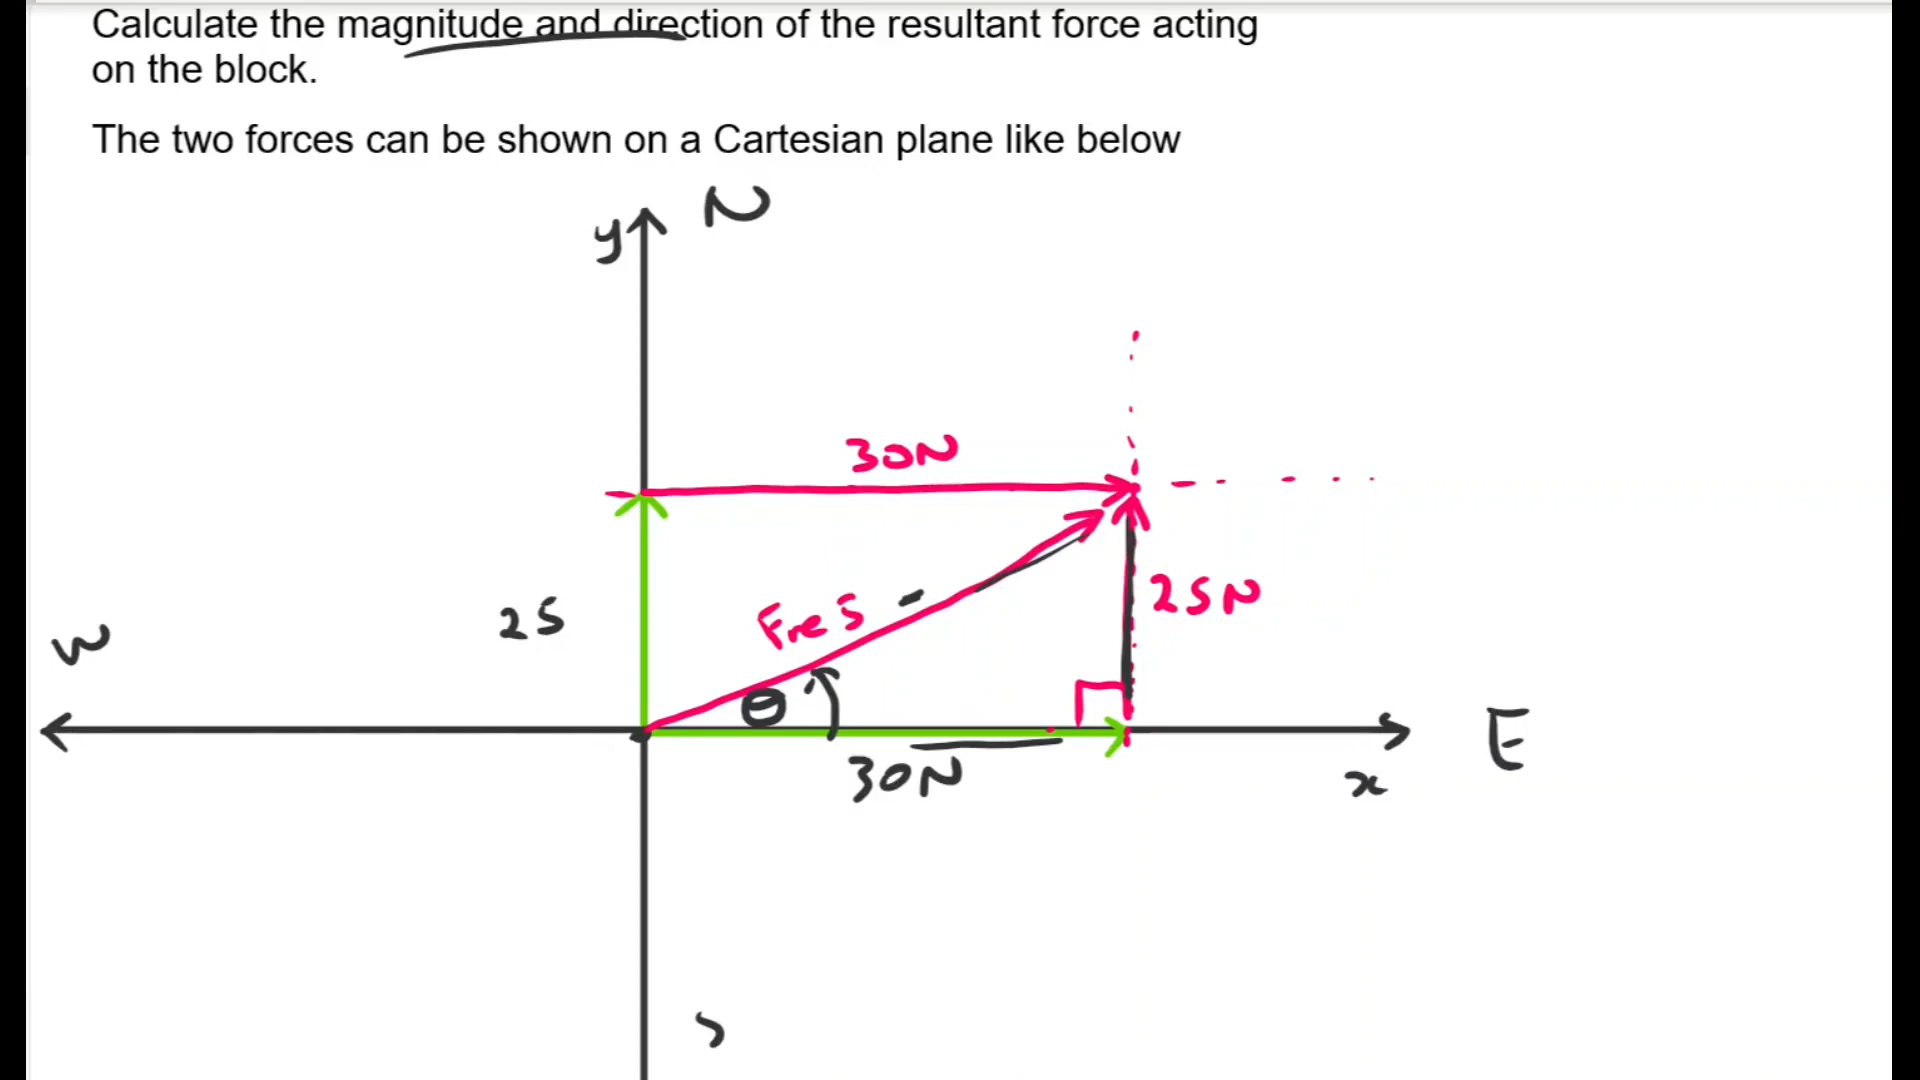 Calculate the magnitude and direction of the resultant force acting
on the block.
The two forces can be shown on a Cartesian plane like below
N
y
30N
25N
Fres
25
W
θ
E
30N
x